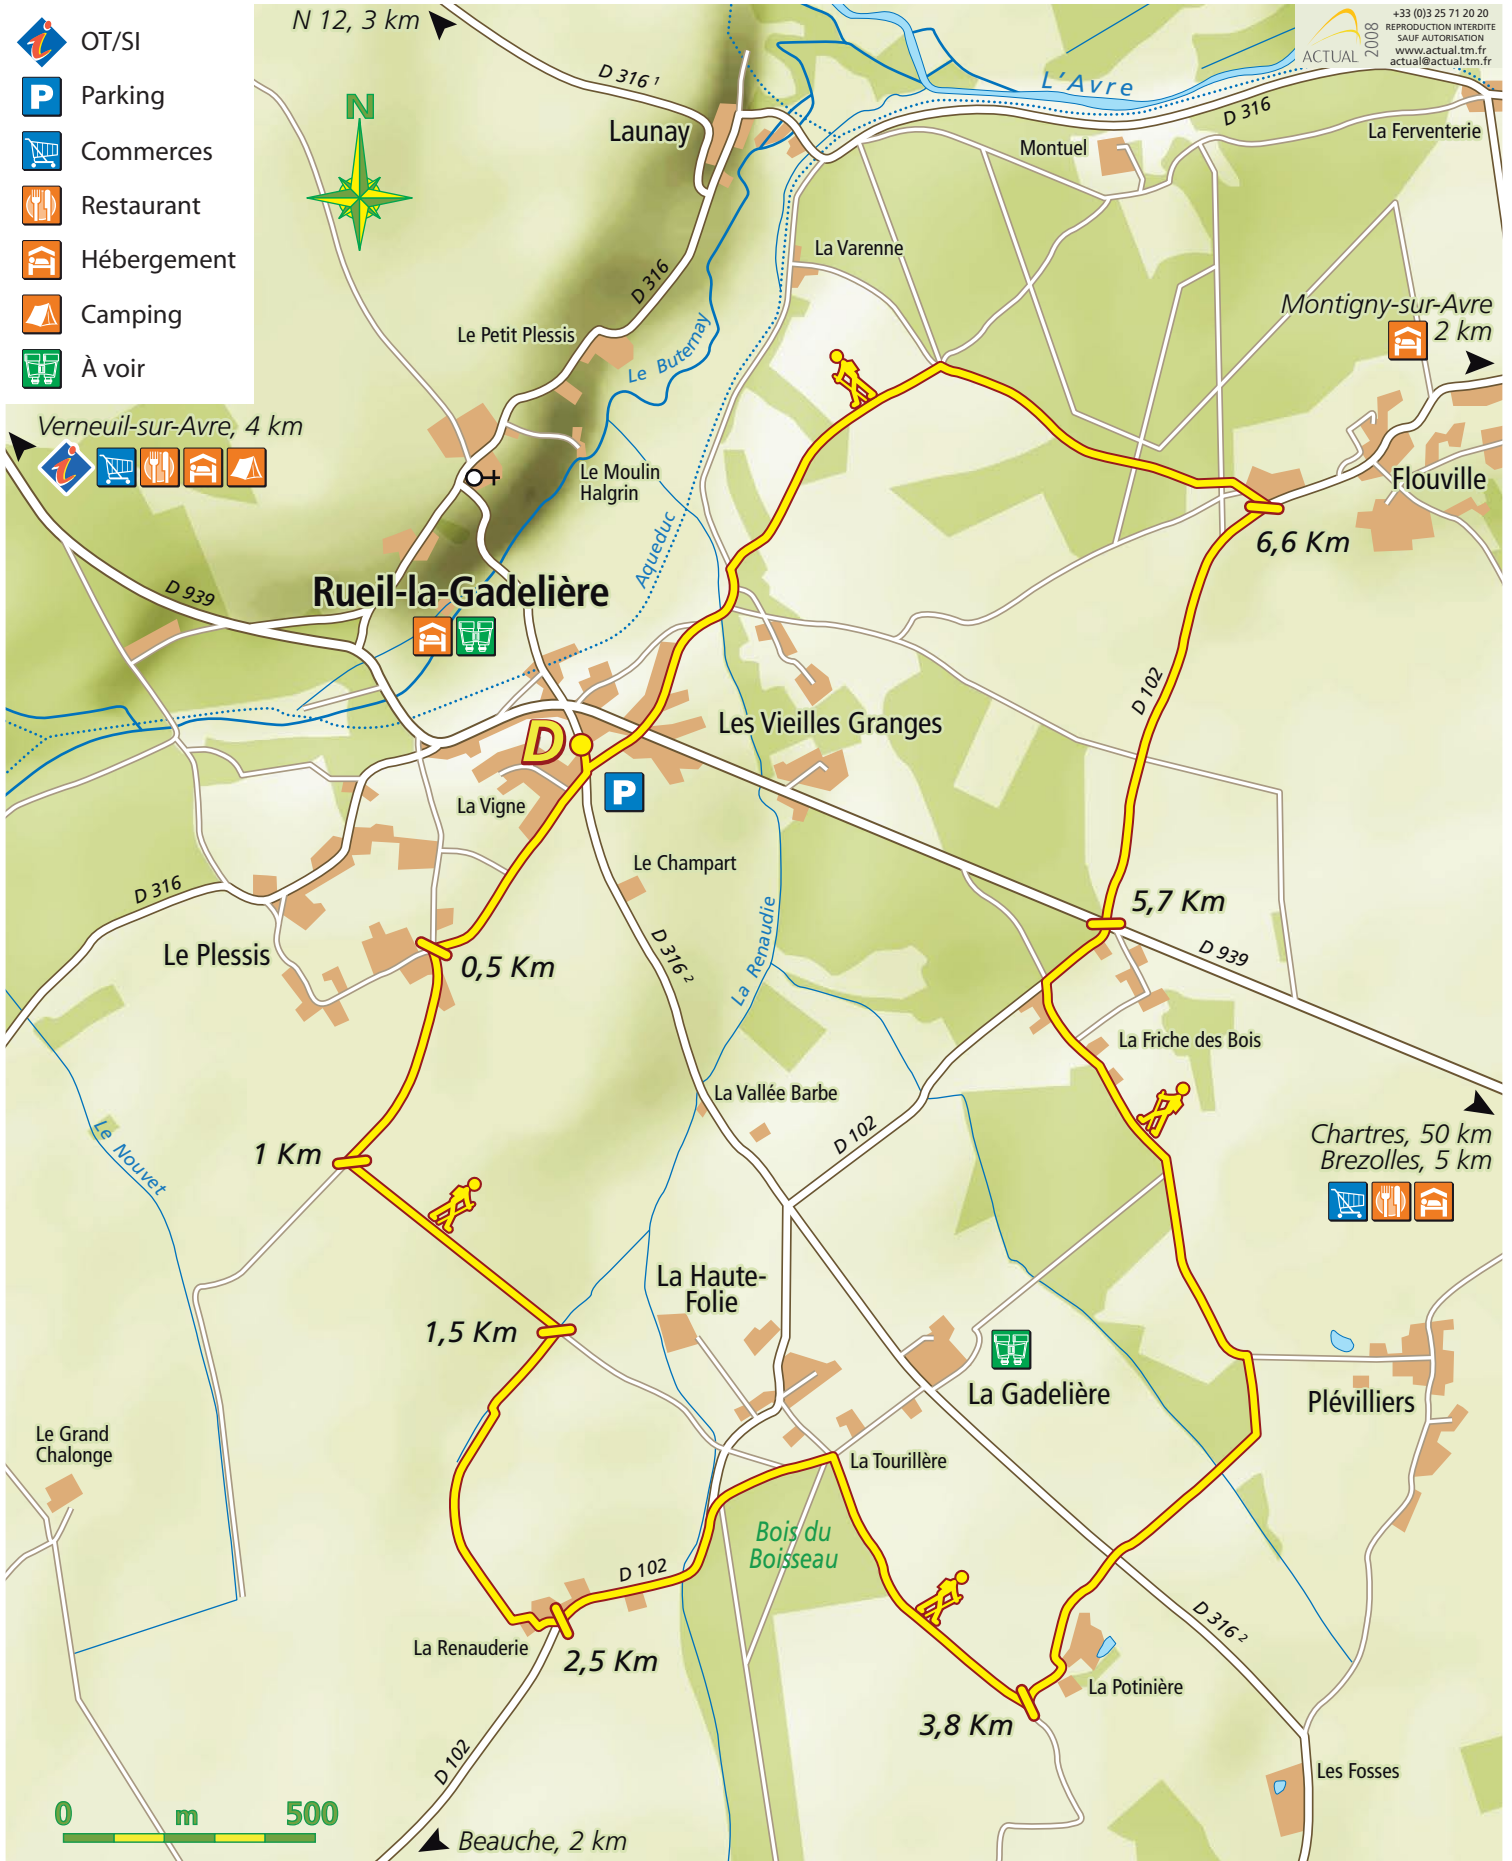 OT/SI
Parking
Commerces
Restaurant
Hébergement
Camping
À voir
N 12, 3 km
D 316 1
+33 (0)3 25 71 20 20
REPRODUCTION INTERDITE
SAUF AUTORISATION
www.actual.tm.fr
actual@actual.tm.fr
ACTUAL
2008
N
Launay
L'Avre
D 316
La Ferventerie
Montuel
La Varenne
D 316
Le Petit Plessis
Le Buternay
Montigny-sur-Avre
2 km
Verneuil-sur-Avre, 4 km
Le Moulin
Halgrin
Flouville
Aqueduc
6,6 Km
D 939
Rueil-la-Gadelière
D 102
Les Vieilles Granges
D
P
La Vigne
Le Champart
D 316
5,7 Km
Le Plessis
0,5 Km
D 316 2
La Renaudie
D 939
La Friche des Bois
La Vallée Barbe
Le Nouvet
1 Km
D 102
Chartres, 50 km
Brezolles, 5 km
La Haute-
Folie
1,5 Km
La Gadelière
Plévilliers
Le Grand
Chalonge
La Tourillère
Bois du
Boisseau
D 102
D 316 2
La Renauderie
2,5 Km
La Potinière
3,8 Km
D 102
Les Fosses
0 m 500
Beauche, 2 km